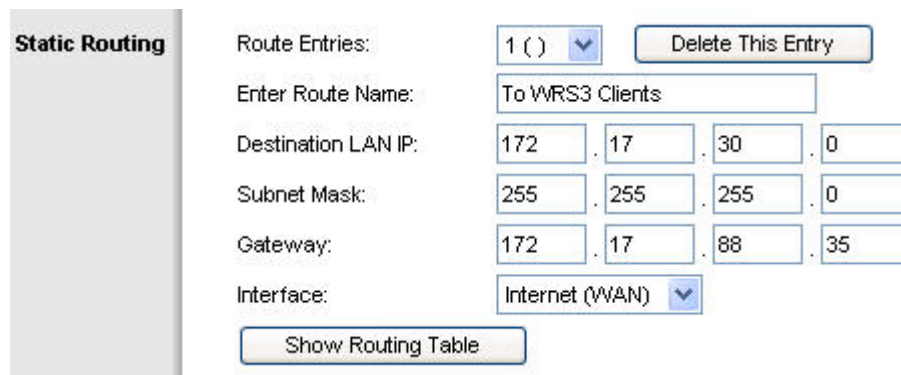 Static Routing
Route Entries: 1 ( ) Delete This Entry
Enter Route Name: To WRS3 Clients
Destination LAN IP: 172 . 17 . 30 . 0
Subnet Mask: 255 . 255 . 255 . 0
Gateway: 172 . 17 . 88 . 35
Interface: Internet (WAN)
Show Routing Table